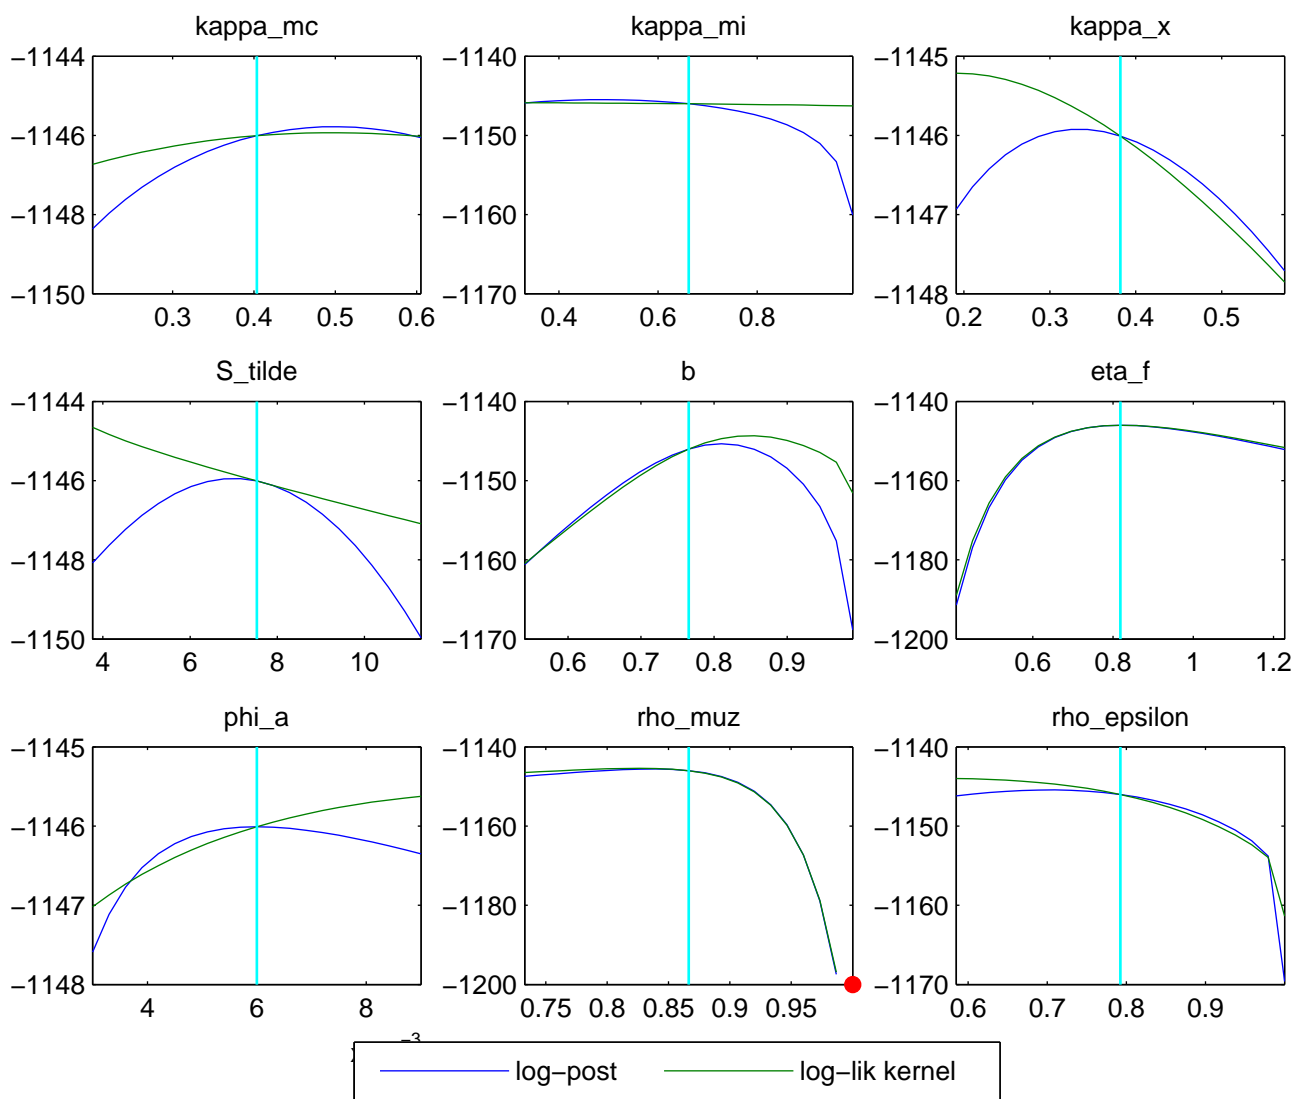 kappa_mc kappa_mi kappa_x
−1144 −1140 −1145
−1146 −1150 −1146
−1148 −1160 −1147
−1150 −1170 −1148
0.3 0.4 0.5 0.6 0.4 0.6 0.8 0.2 0.3 0.4 0.5
S_tilde b eta_f
−1144 −1140 −1140
−1146 −1150 −1160
−1148 −1160 −1180
−1150 −1170 −1200
4 6 8 10 0.6 0.7 0.8 0.9 0.6 0.8 1 1.2
phi_a rho_muz rho_epsilon
−1145 −1140 −1140
−1146 −1160 −1150
−1147 −1180 −1160
−1148 −1200 −1170
4 6 8 0.75 0.8 0.85 0.9 0.95 0.6 0.7 0.8 0.9
−3
log−post log−lik kernel